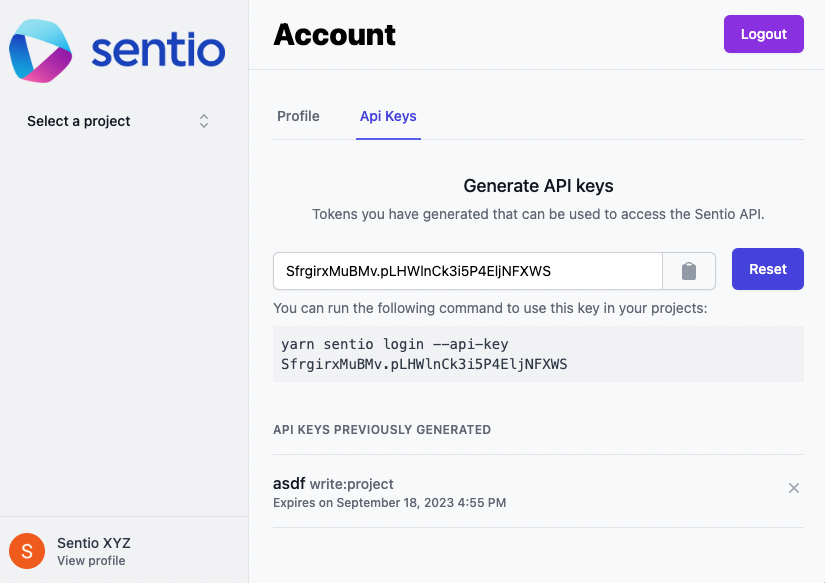 sentio
Select a project
Account
Logout
Profile
Api Keys
Generate API keys
Tokens you have generated that can be used to access the Sentio API.
SfrgirxMuBMv.pLHWlnCk3i5P4EljNFXWS
Reset
You can run the following command to use this key in your projects:
yarn sentio login --api-key
SfrgirxMuBMv.pLHWlnCk3i5P4EljNFXWS
API KEYS PREVIOUSLY GENERATED
asdf write:project
Expires on September 18, 2023 4:55 PM
S
Sentio XYZ
View profile